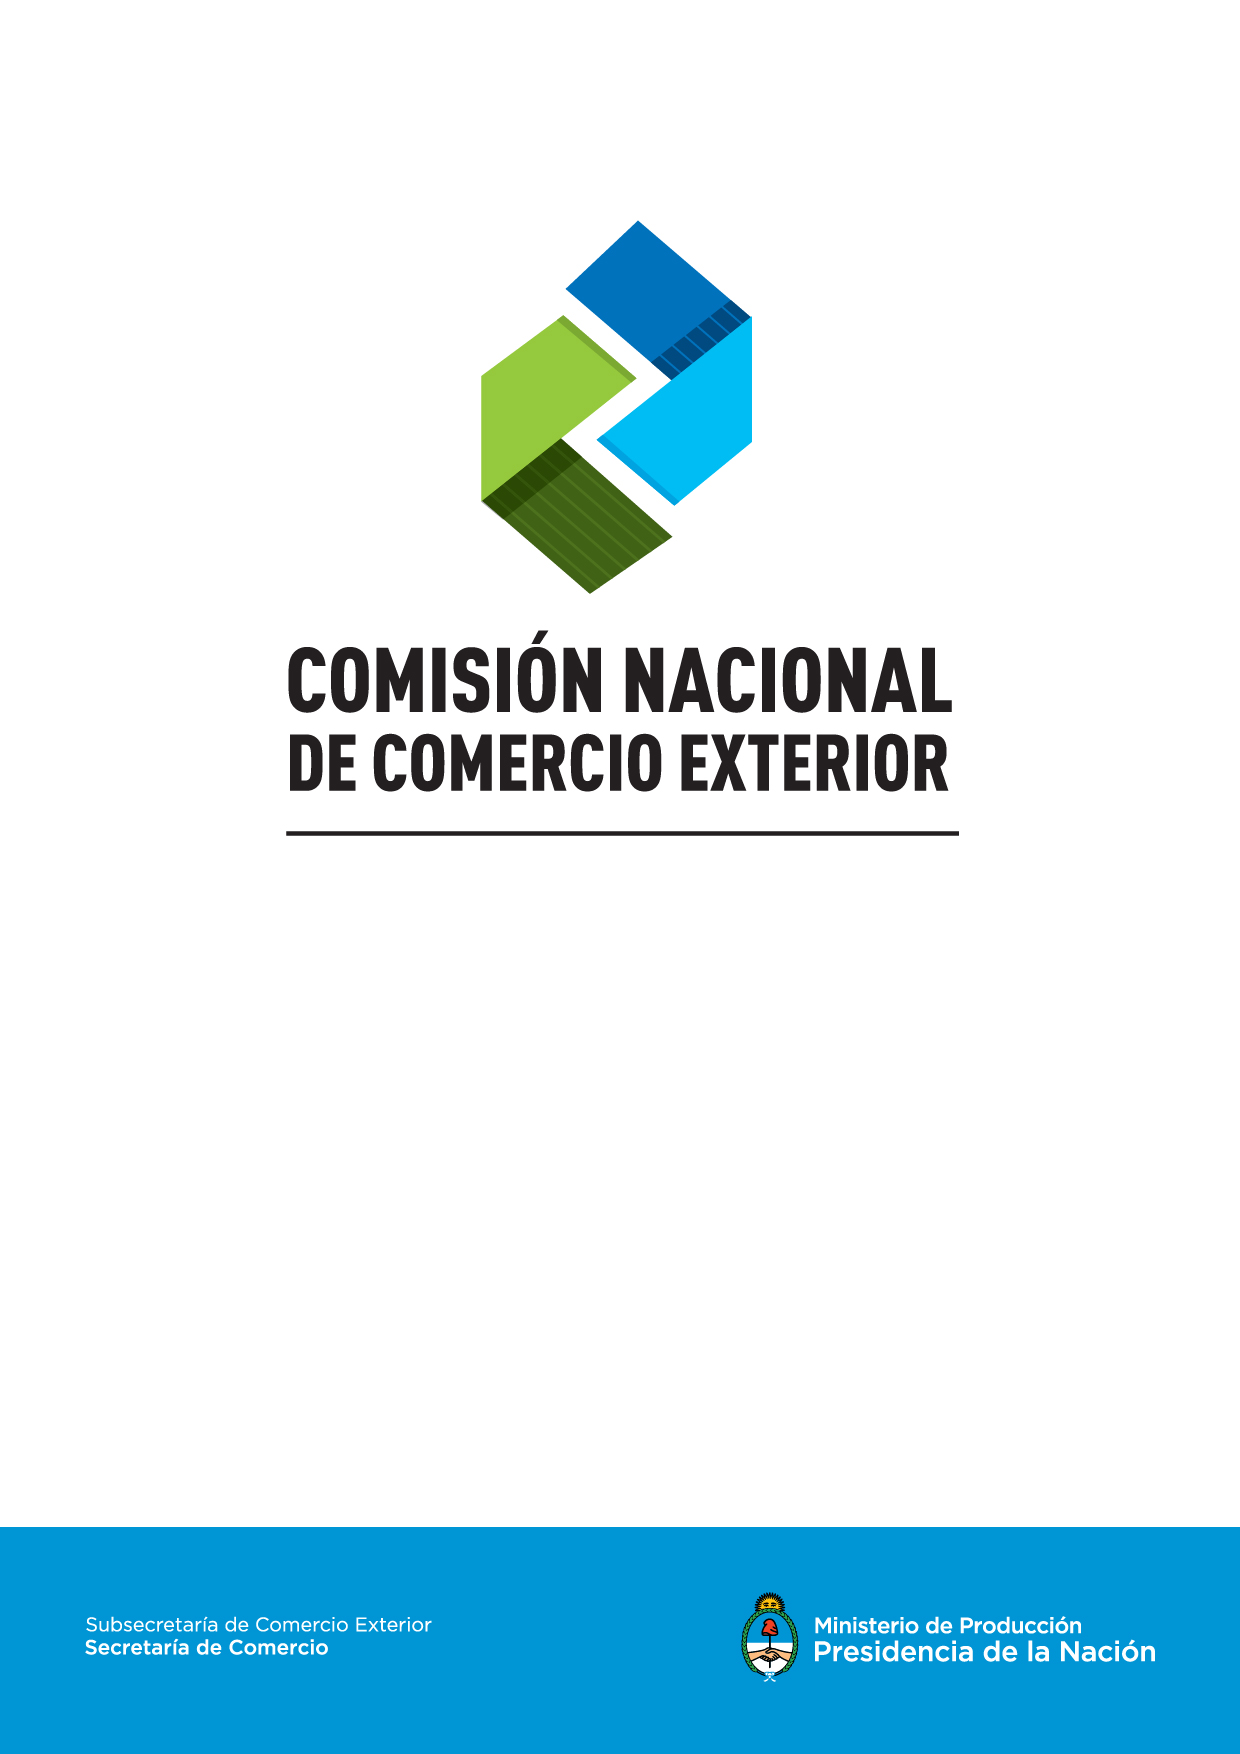 COMISIÓN NACIONAL
DE COMERCIO EXTERIOR
Subsecretaría de Comercio Exterior
Secretaría de Comercio
Ministerio de Producción
Presidencia de la Nación